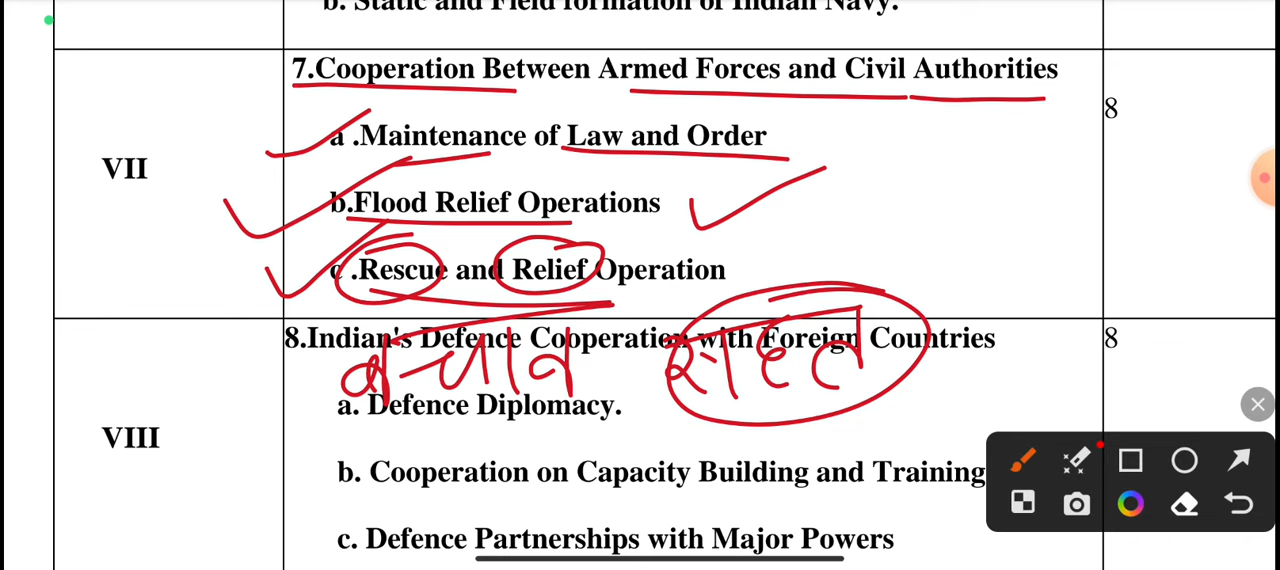 b. Static and Field formation of Indian Navy.
VII
7.Cooperation Between Armed Forces and Civil Authorities
8
a .Maintenance of Law and Order
b.Flood Relief Operations
c .Rescue and Relief Operation
VIII
8.Indian's Defence Cooperation with Foreign Countries
8
बचाव राहत
a. Defence Diplomacy.
b. Cooperation on Capacity Building and Training
c. Defence Partnerships with Major Powers